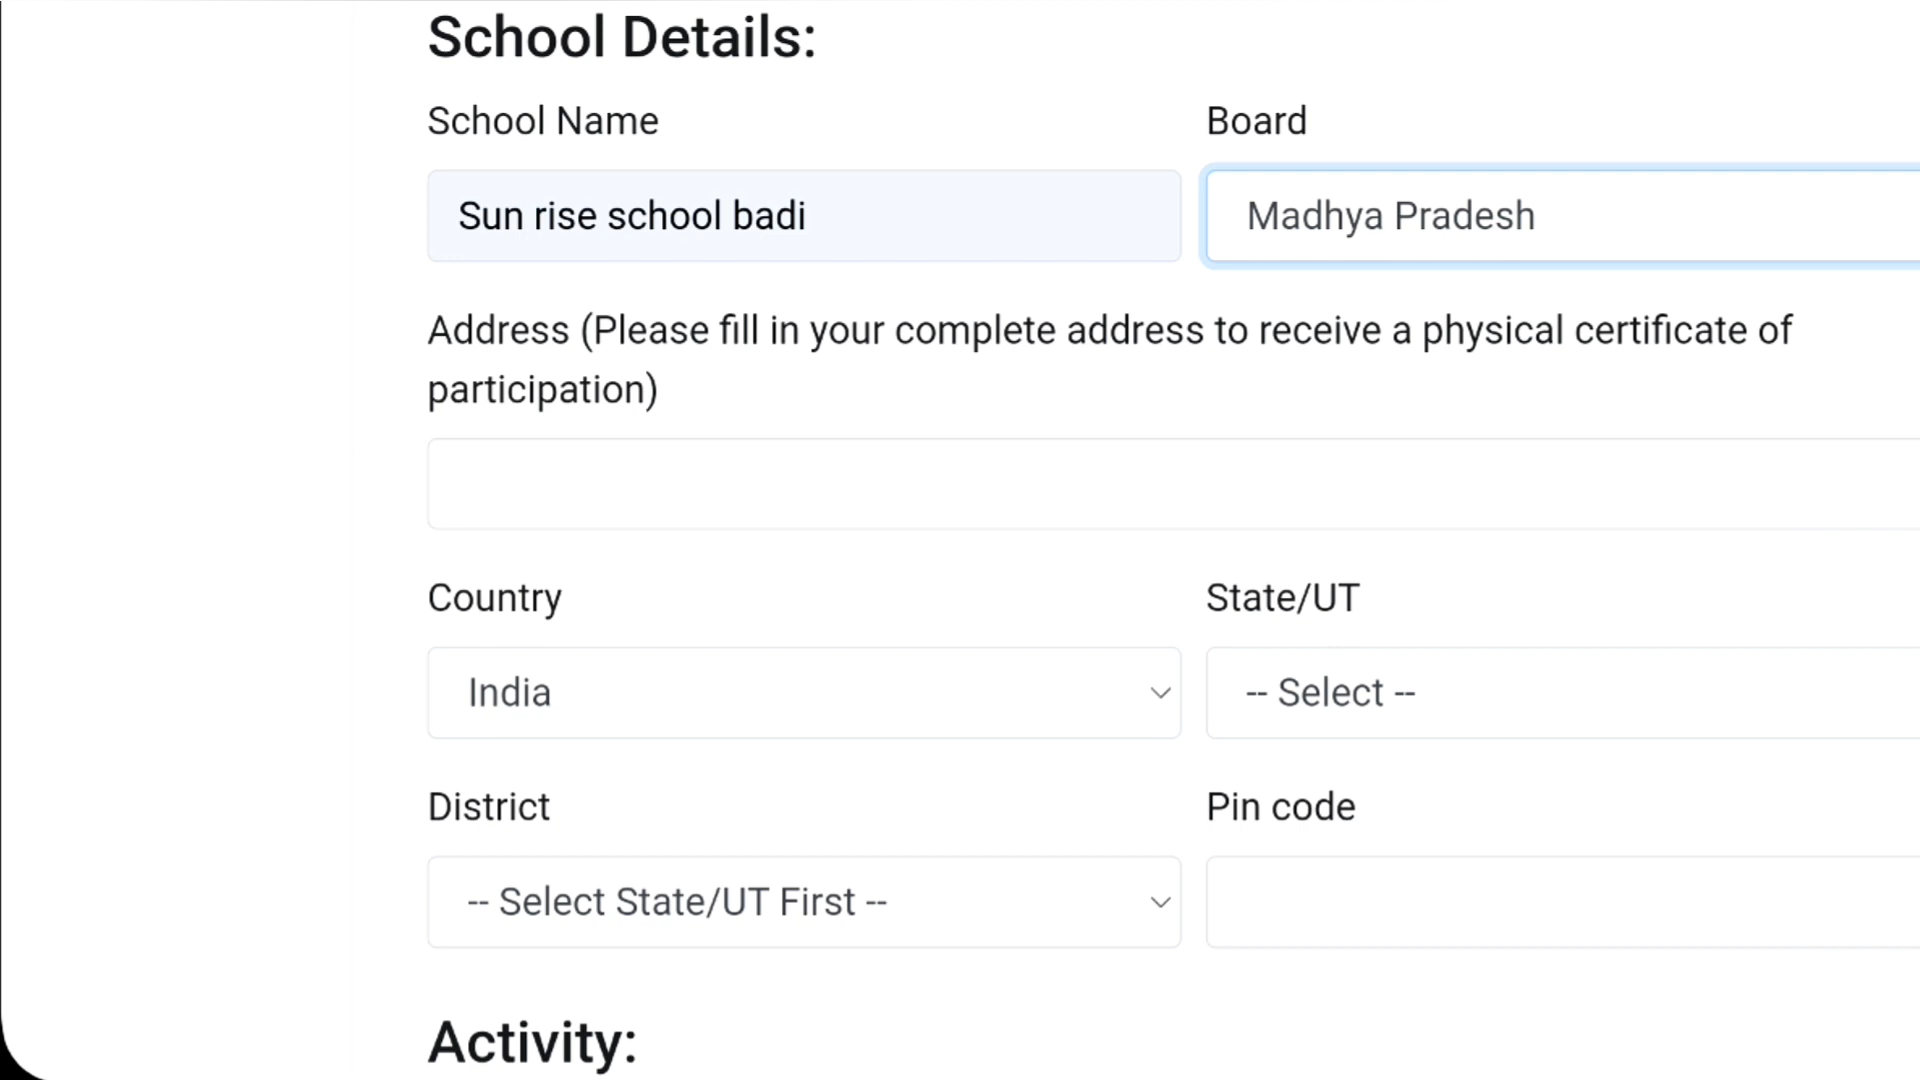 School Details:
School Name
Board
Sun rise school badi
Madhya Pradesh
Address (Please fill in your complete address to receive a physical certificate of
participation)
Country
State/UT
India
-- Select --
District
Pin code
-- Select State/UT First --
Activity: